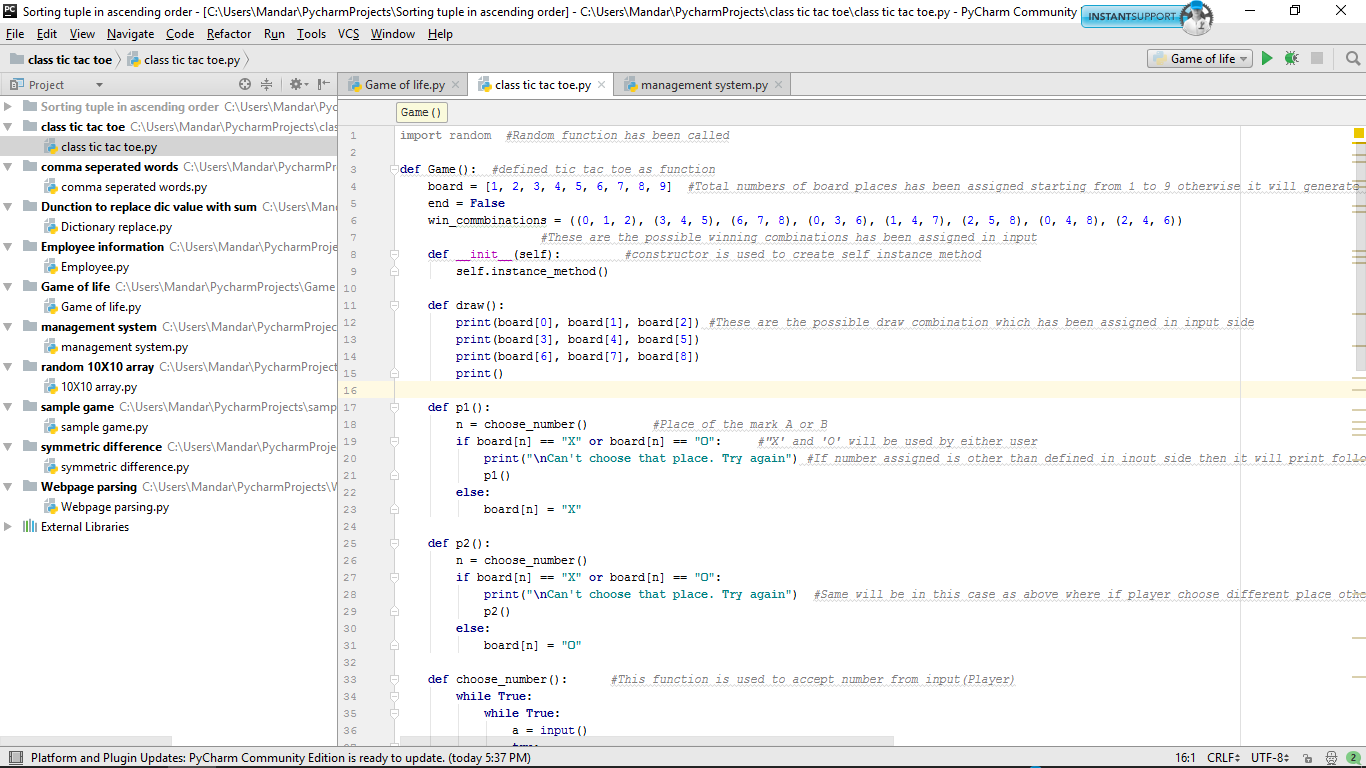 Sorting tuple in ascending order - [C:\Users\Mandar\PycharmProjects\Sorting tuple in ascending order] - C:\Users\Mandar\PycharmProjects\class tic tac toe\class tic tac toe.py - PyCharm Community
INSTANTSUPPORT
File Edit View Navigate Code Refactor Run Tools VCS Window Help
class tic tac toe class tic tac toe.py
Game of life
Project
Game of life.py class tic tac toe.py management system.py
Sorting tuple in ascending order C:\Users\Mandar\Pyc
class tic tac toe C:\Users\Mandar\PycharmProjects\clas
class tic tac toe.py
comma seperated words C:\Users\Mandar\PycharmPr
comma seperated words.py
Dunction to replace dic value with sum C:\Users\Man
Dictionary replace.py
Employee information C:\Users\Mandar\PycharmProje
Employee.py
Game of life C:\Users\Mandar\PycharmProjects\Game
Game of life.py
management system C:\Users\Mandar\PycharmProjec
management system.py
random 10X10 array C:\Users\Mandar\PycharmProject
10X10 array.py
sample game C:\Users\Mandar\PycharmProjects\samp
sample game.py
symmetric difference C:\Users\Mandar\PycharmProje
symmetric difference.py
Webpage parsing C:\Users\Mandar\PycharmProjects\W
Webpage parsing.py
External Libraries
Game()
1 import random #Random function has been called
2
3 def Game(): #defined tic tac toe as function
4 board = [1, 2, 3, 4, 5, 6, 7, 8, 9] #Total numbers of board places has been assigned starting from 1 to 9 otherwise it will generate
5 end = False
6 win_commbinations = ((0, 1, 2), (3, 4, 5), (6, 7, 8), (0, 3, 6), (1, 4, 7), (2, 5, 8), (0, 4, 8), (2, 4, 6))
7 #These are the possible winning combinations has been assigned in input
8 def __init__(self): #constructor is used to create self instance method
9 self.instance_method()
10
11 def draw():
12 print(board[0], board[1], board[2]) #These are the possible draw combination which has been assigned in input side
13 print(board[3], board[4], board[5])
14 print(board[6], board[7], board[8])
15 print()
16
17 def p1():
18 n = choose_number() #Place of the mark A or B
19 if board[n] == "X" or board[n] == "O": #"X' and 'O' will be used by either user
20 print("\nCan't choose that place. Try again") #If number assigned is other than defined in inout side then it will print follo
21 p1()
22 else:
23 board[n] = "X"
24
25 def p2():
26 n = choose_number()
27 if board[n] == "X" or board[n] == "O":
28 print("\nCan't choose that place. Try again") #Same will be in this case as above where if player choose different place othe
29 p2()
30 else:
31 board[n] = "O"
32
33 def choose_number(): #This function is used to accept number from input(Player)
34 while True:
35 while True:
36 a = input()
Platform and Plugin Updates: PyCharm Community Edition is ready to update. (today 5:37 PM) 16:1 CRLF UTF-8 2